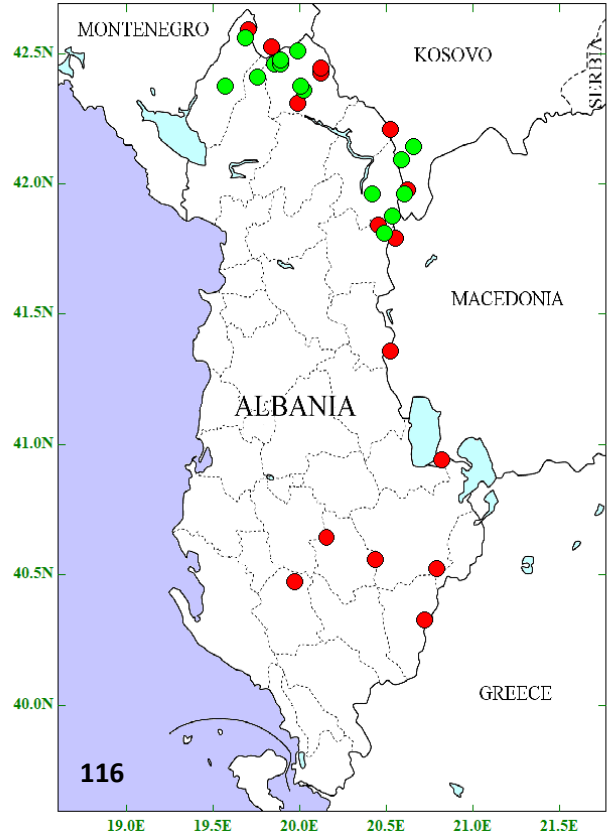 MONTENEGRO
42.5N
KOSOVO
SERBIA
42.0N
41.5N
MACEDONIA
ALBANIA
41.0N
40.5N
40.0N
GREECE
116
19.0E 19.5E 20.0E 20.5E 21.0E 21.5E